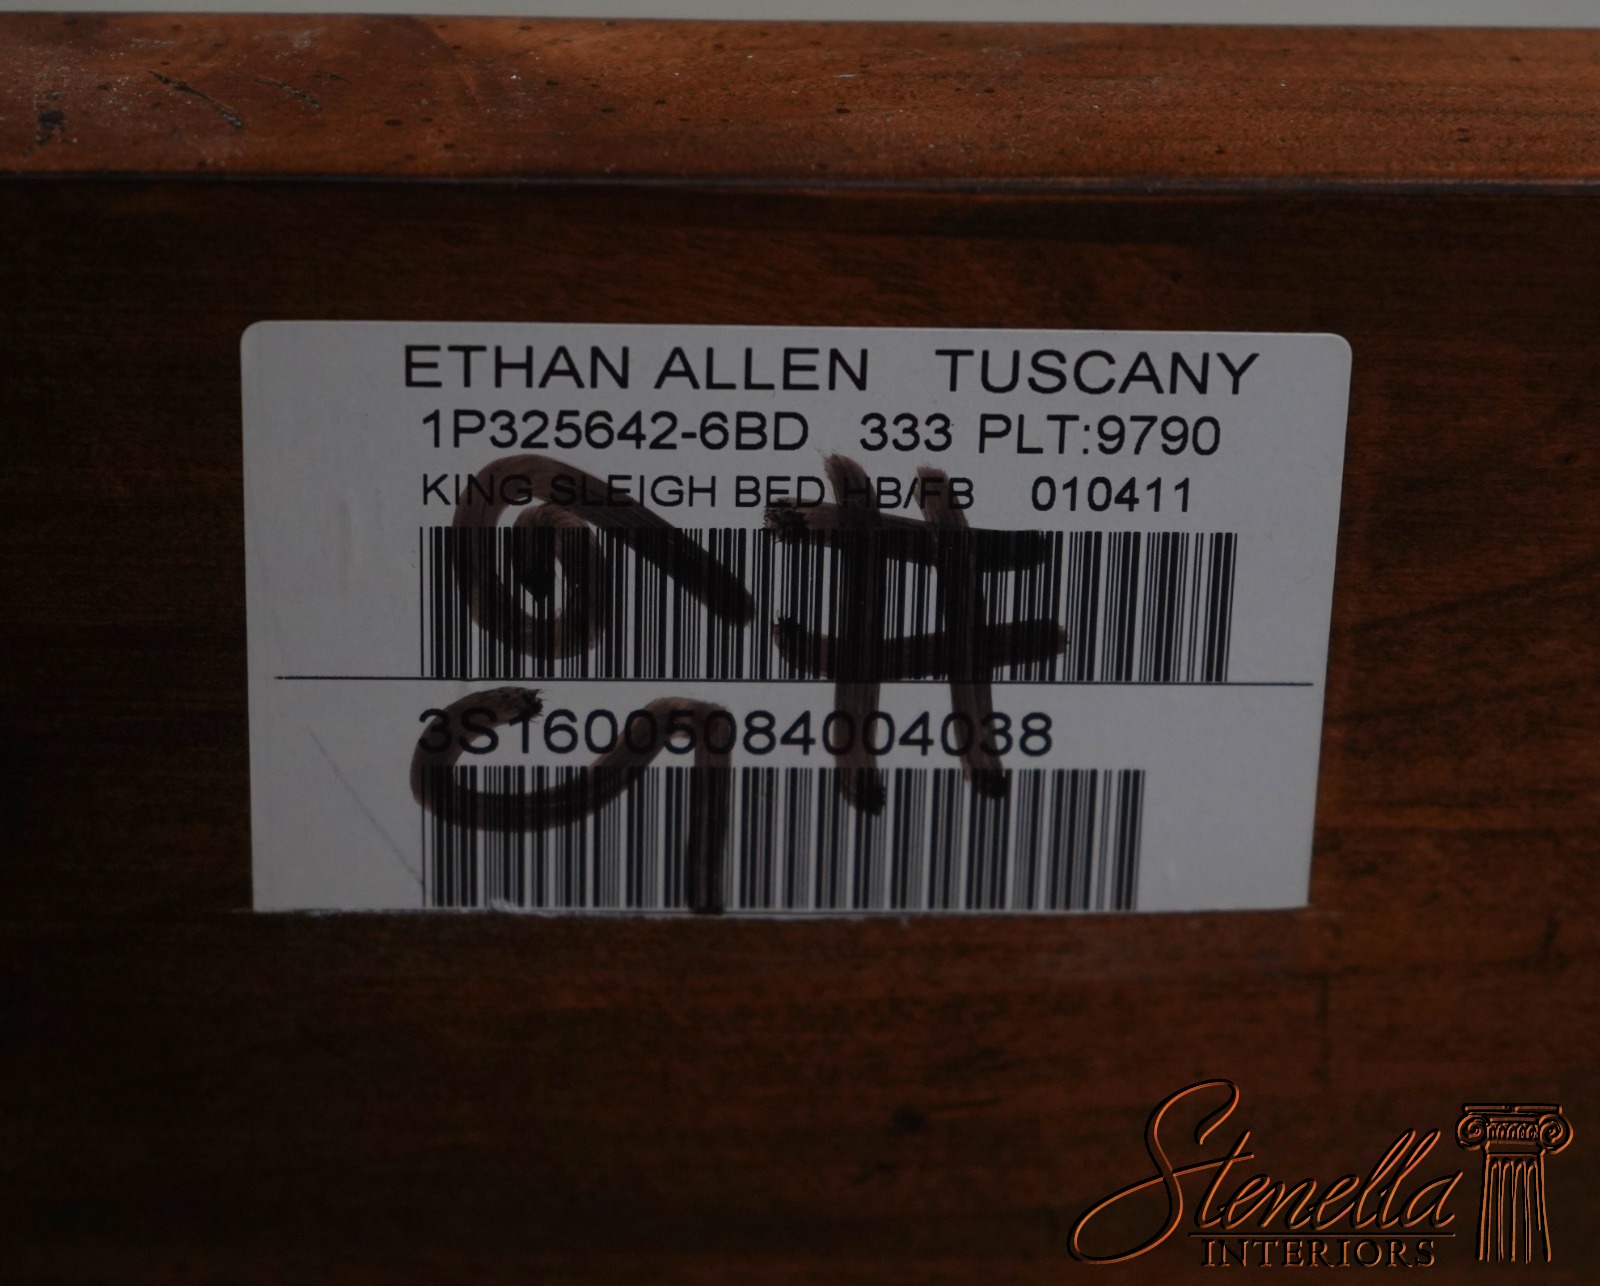 ETHAN ALLEN TUSCANY
1P325642-6BD 333 PLT:9790
KING SLEIGH BED HB/FB 010411
3S16005084004038
Stenella
INTERIORS